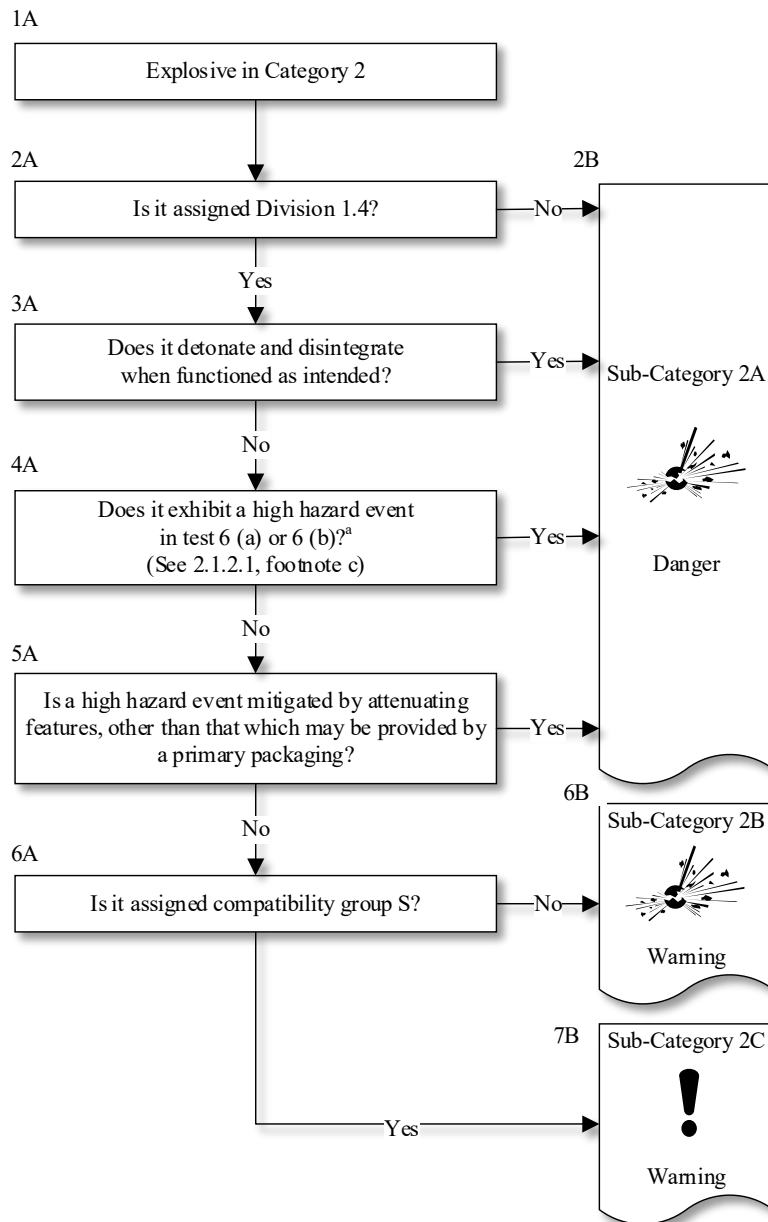 1A
Explosive in Category 2
2A
2B
Is it assigned Division 1.4?
No
Yes
3A
Does it detonate and disintegrate
when functioned as intended?
Yes
Sub-Category 2A
No
4A
Does it exhibit a high hazard event
in test 6 (a) or 6 (b)?a
(See 2.1.2.1, footnote c)
Yes
Danger
No
5A
Is a high hazard event mitigated by attenuating
features, other than that which may be provided by
a primary packaging?
Yes
6B
No
Sub-Category 2B
6A
Is it assigned compatibility group S?
No
Warning
7B
Sub-Category 2C
!
Yes
Warning